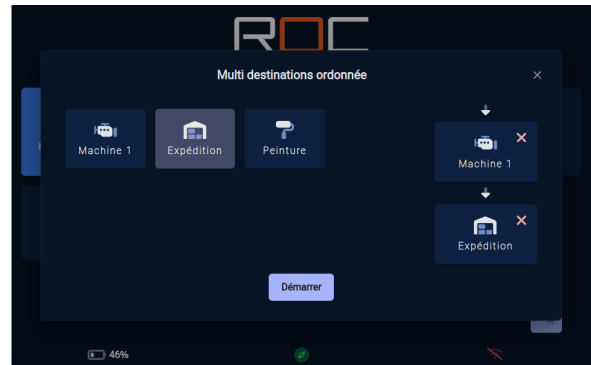 ROC
Multi destinations ordonnée
Machine 1
Expédition
Peinture
Machine 1
Expédition
Démarrer
46%